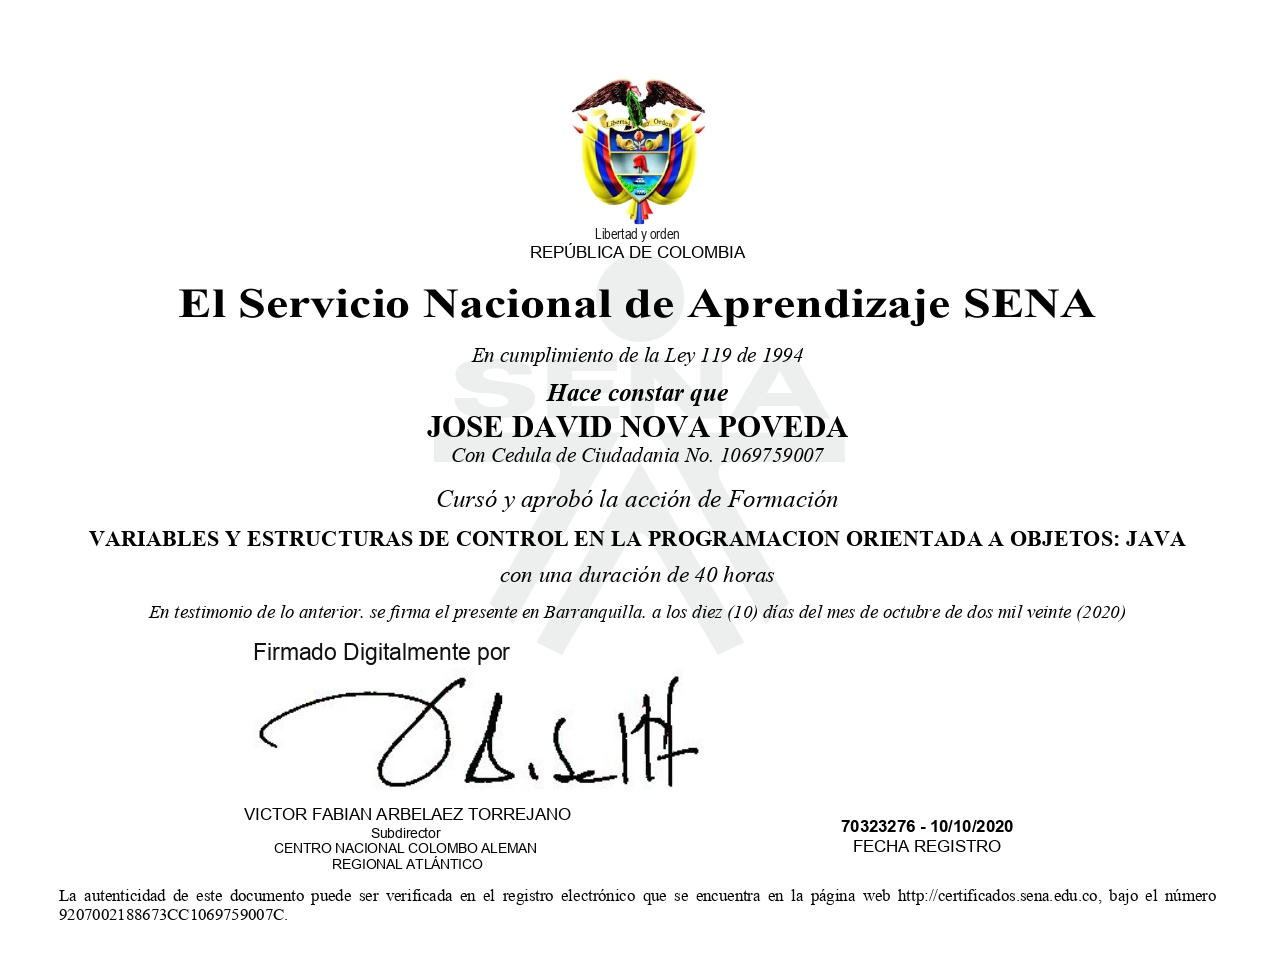 Libertad y Orden
Libertad y orden
REPÚBLICA DE COLOMBIA
El Servicio Nacional de Aprendizaje SENA
En cumplimiento de la Ley 119 de 1994
SENA
Hace constar que
JOSE DAVID NOVA POVEDA
Con Cedula de Ciudadania No. 1069759007
Cursó y aprobó la acción de Formación
VARIABLES Y ESTRUCTURAS DE CONTROL EN LA PROGRAMACION ORIENTADA A OBJETOS: JAVA
con una duración de 40 horas
En testimonio de lo anterior. se firma el presente en Barranquilla. a los diez (10) días del mes de octubre de dos mil veinte (2020)
Firmado Digitalmente por
VICTOR FABIAN ARBELAEZ TORREJANO
Subdirector
CENTRO NACIONAL COLOMBO ALEMAN
REGIONAL ATLÁNTICO
70323276 - 10/10/2020
FECHA REGISTRO
La autenticidad de este documento puede ser verificada en el registro electrónico que se encuentra en la página web http://certificados.sena.edu.co, bajo el número
9207002188673CC1069759007C.